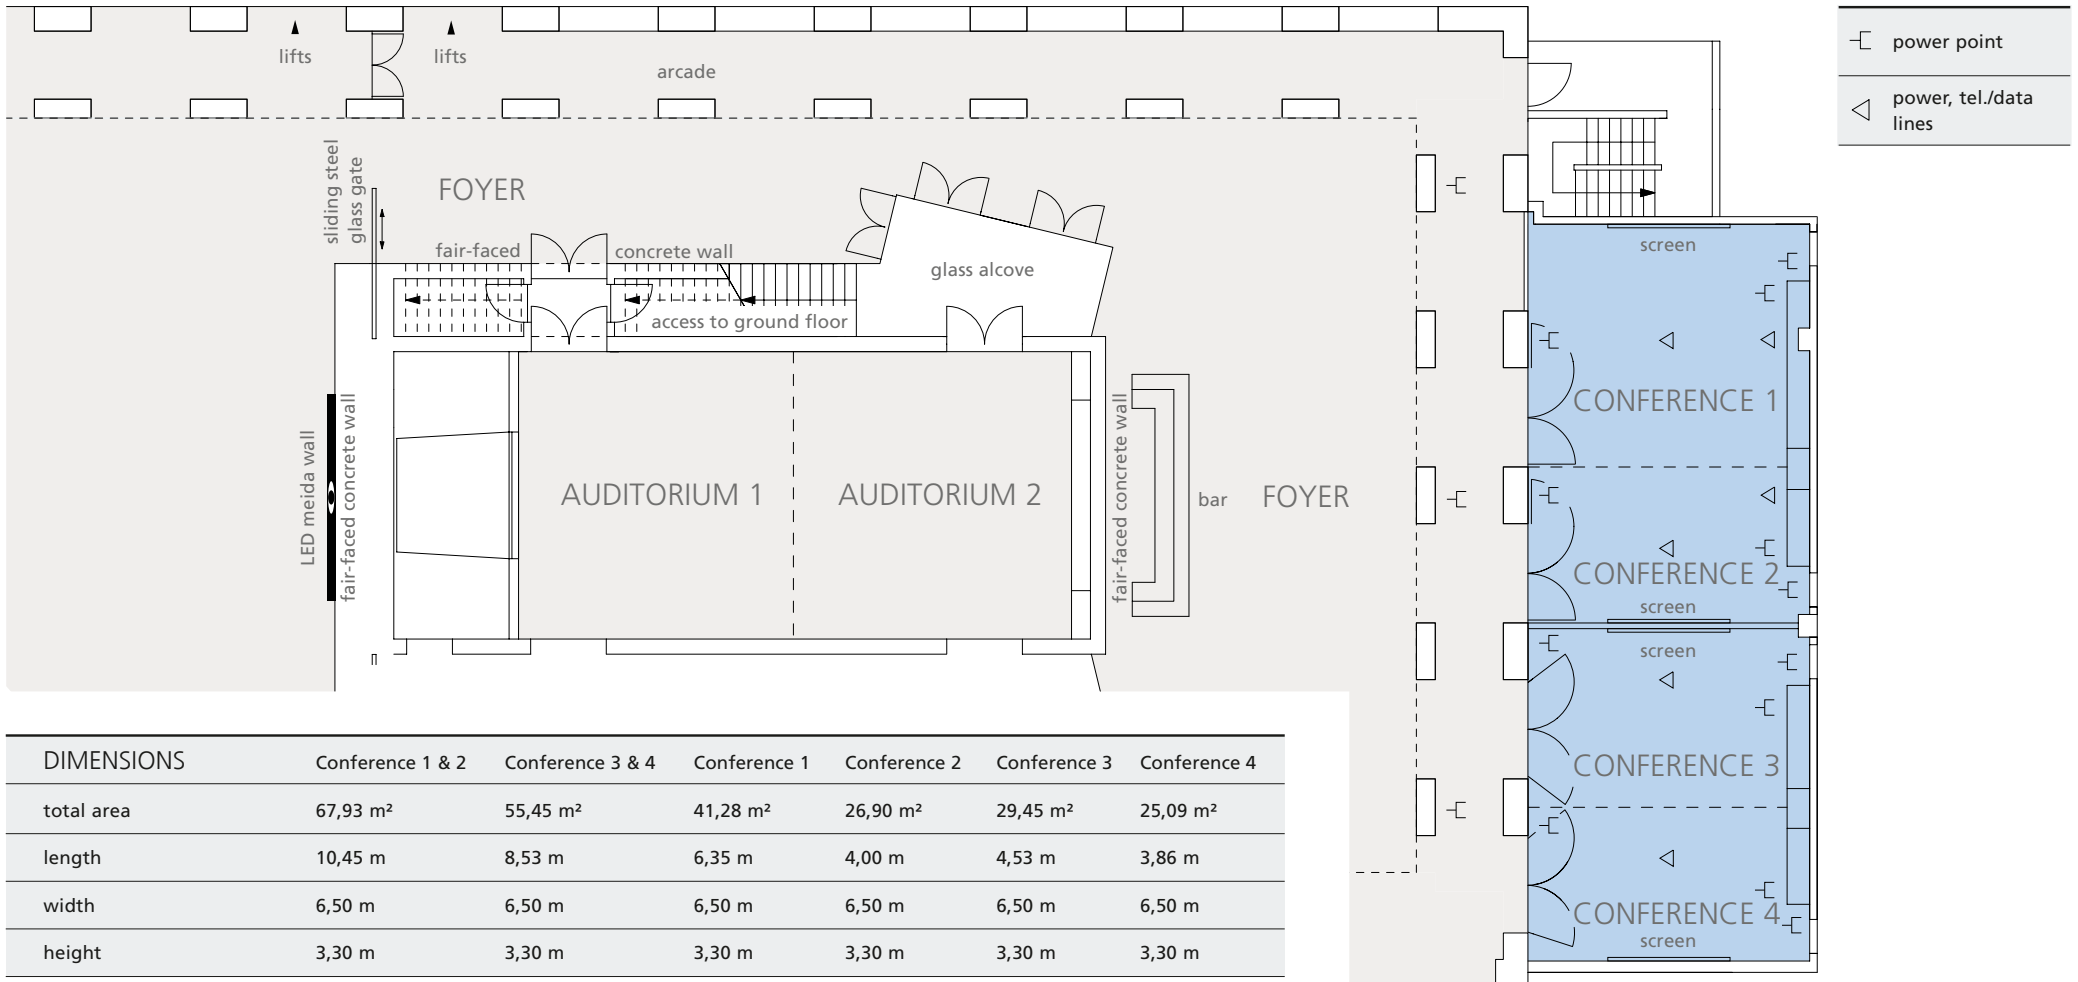 lifts
lifts
arcade
power point
power, tel./data
lines
sliding steel
glass gate
FOYER
fair-faced
concrete wall
glass alcove
access to ground floor
screen
CONFERENCE 1
LED meida wall
fair-faced concrete wall
AUDITORIUM 1
AUDITORIUM 2
fair-faced concrete wall
bar
FOYER
CONFERENCE 2
screen
screen
CONFERENCE 3
CONFERENCE 4
screen
DIMENSIONS Conference 1 & 2 Conference 3 & 4 Conference 1 Conference 2 Conference 3 Conference 4
total area 67,93 m² 55,45 m² 41,28 m² 26,90 m² 29,45 m² 25,09 m²
length 10,45 m 8,53 m 6,35 m 4,00 m 4,53 m 3,86 m
width 6,50 m 6,50 m 6,50 m 6,50 m 6,50 m 6,50 m
height 3,30 m 3,30 m 3,30 m 3,30 m 3,30 m 3,30 m